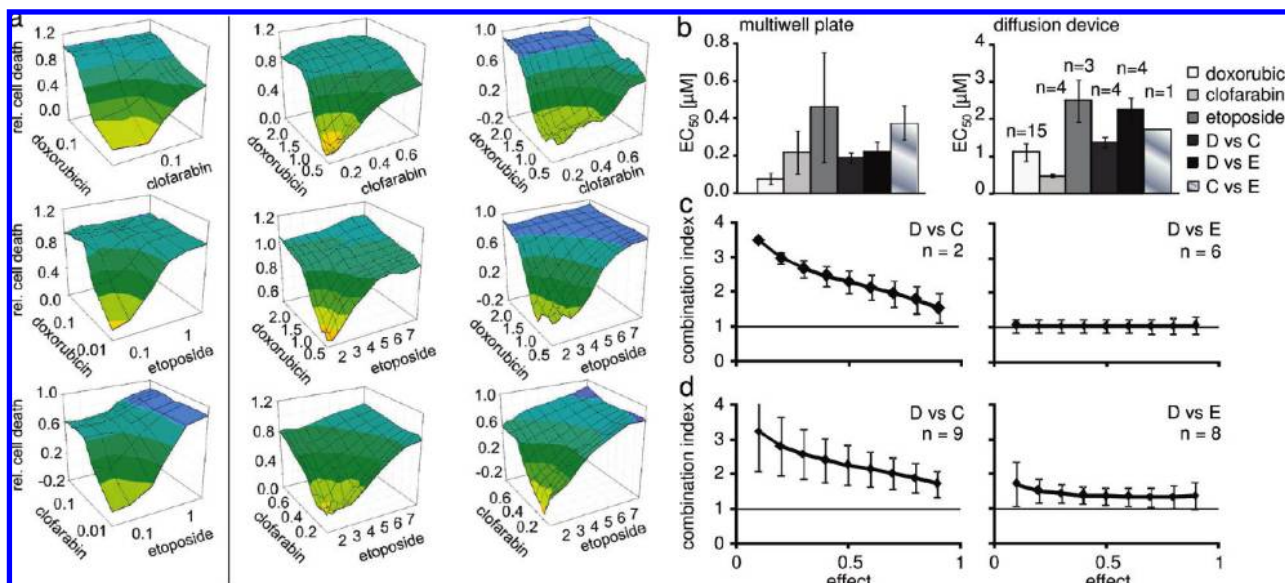 a
1.2
0.8
0.4
0.0
rel. cell death
doxorubicin
0.1
0.1
clofarabin
1.2
0.8
0.4
0.0
2.0
1.5
1.0
0.5
doxorubicin
0.2
0.4
0.6
clofarabin
1.0
0.6
0.2
-0.2
2.0
1.5
1.0
0.5
doxorubicin
0.2
0.4
0.6
clofarabin
1.2
0.8
0.4
0.0
rel. cell death
0.1
0.01
doxorubicin
0.1
1
etoposide
1.2
1.0
0.8
0.6
2.0
1.5
1.0
0.5
doxorubicin
2 3 4 5 6 7
etoposide
1.0
0.6
0.2
-0.2
2.0
1.5
1.0
0.5
doxorubicin
2 3 4 5 6 7
etoposide
1.0
0.6
0.2
-0.2
rel. cell death
0.1
0.01
clofarabin
0.1
1
etoposide
1.2
0.8
0.4
0.0
0.6
0.4
0.2
clofarabin
2 3 4 5 6 7
etoposide
1.0
0.6
0.2
-0.2
0.6
0.4
0.2
clofarabin
2 3 4 5 6 7
etoposide
b
multiwell plate
EC50 [µM]
0.8
0.6
0.4
0.2
0.0
diffusion device
EC50 [µM]
4
3
2
1
0
n=15
n=4
n=3
n=4
n=4
n=1
doxorubic
clofarabin
etoposide
D vs C
D vs E
C vs E
c
combination index
4
3
2
1
0
D vs C
n = 2
4
3
2
1
0
D vs E
n = 6
d
combination index
4
3
2
1
0
D vs C
n = 9
0
0.5
1
effect
4
3
2
1
0
D vs E
n = 8
0
0.5
1
effect